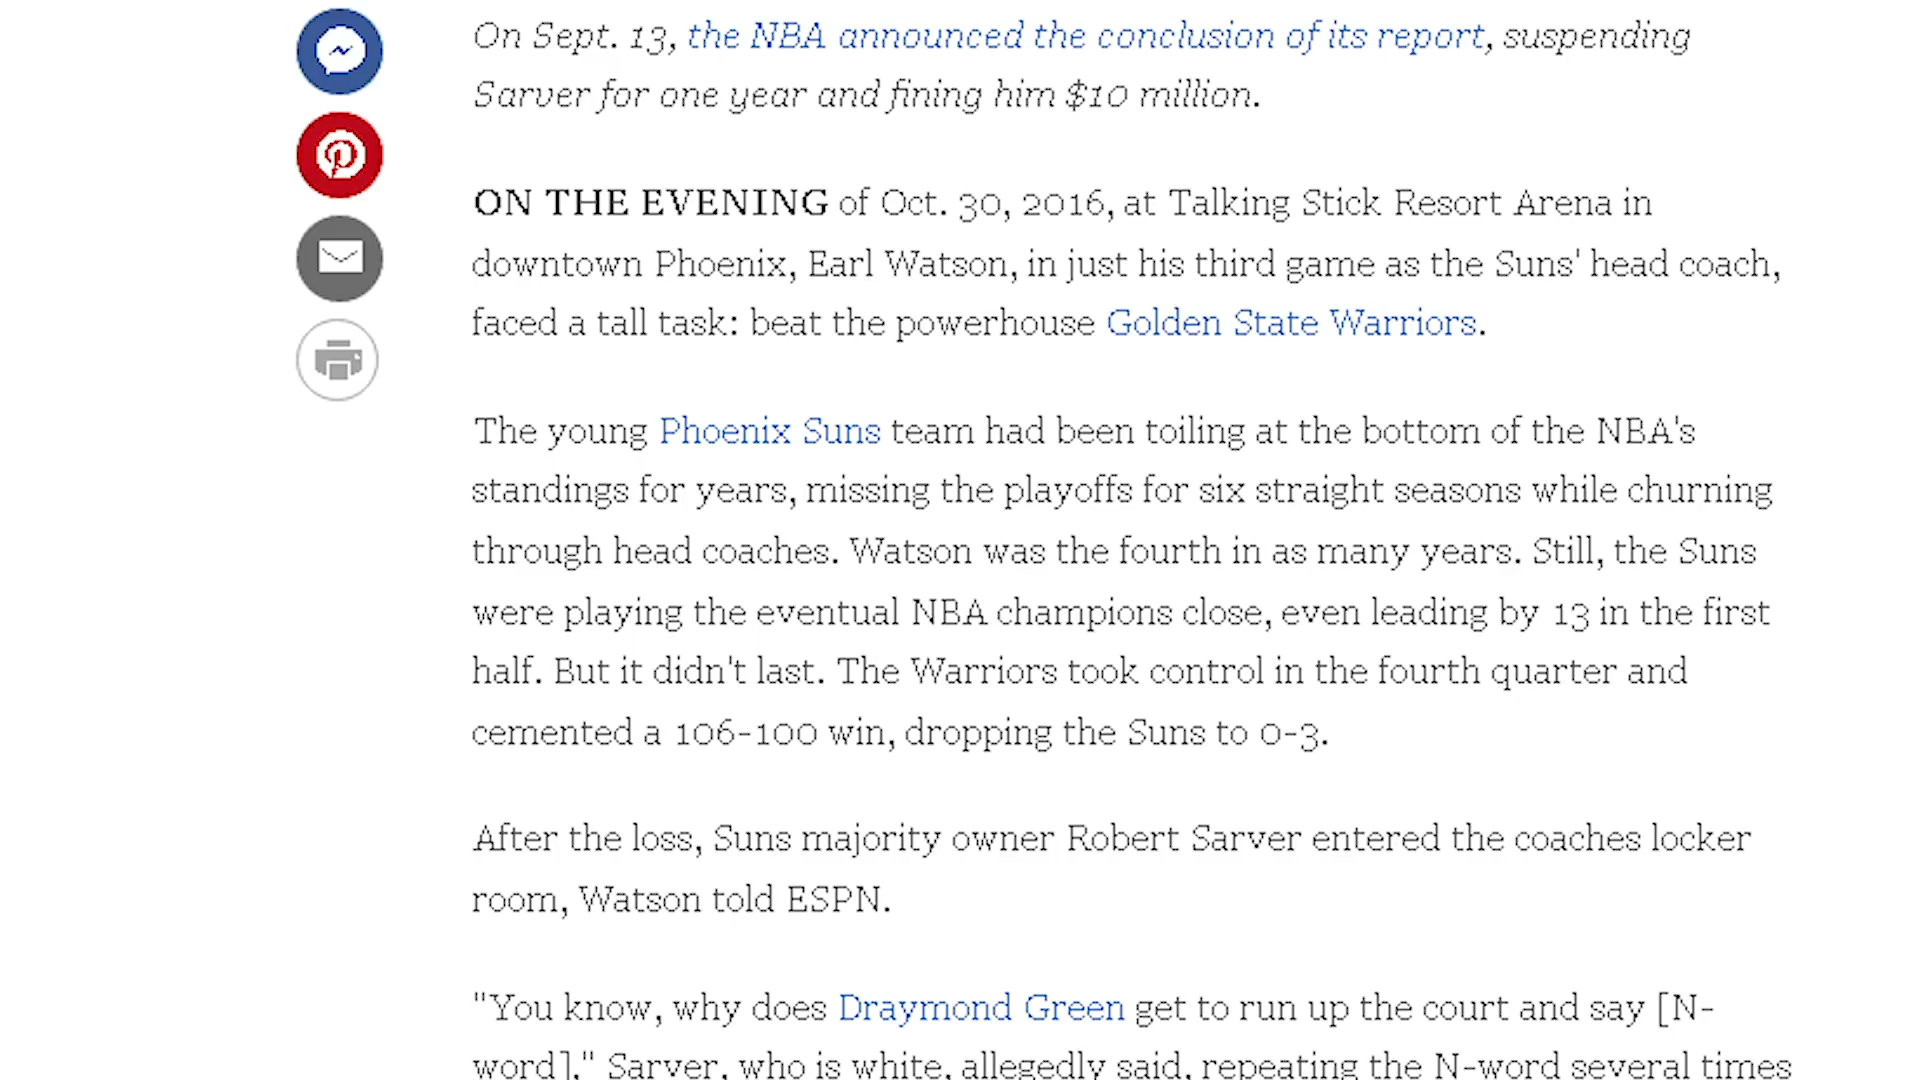 On Sept. 13, the NBA announced the conclusion of its report, suspending
Sarver for one year and fining him $10 million.
ON THE EVENING of Oct. 30, 2016, at Talking Stick Resort Arena in
downtown Phoenix, Earl Watson, in just his third game as the Suns' head coach,
faced a tall task: beat the powerhouse Golden State Warriors.
The young Phoenix Suns team had been toiling at the bottom of the NBA's
standings for years, missing the playoffs for six straight seasons while churning
through head coaches. Watson was the fourth in as many years. Still, the Suns
were playing the eventual NBA champions close, even leading by 13 in the first
half. But it didn't last. The Warriors took control in the fourth quarter and
cemented a 106-100 win, dropping the Suns to 0-3.
After the loss, Suns majority owner Robert Sarver entered the coaches locker
room, Watson told ESPN.
"You know, why does Draymond Green get to run up the court and say [N-
word]," Sarver, who is white, allegedly said, repeating the N-word several times